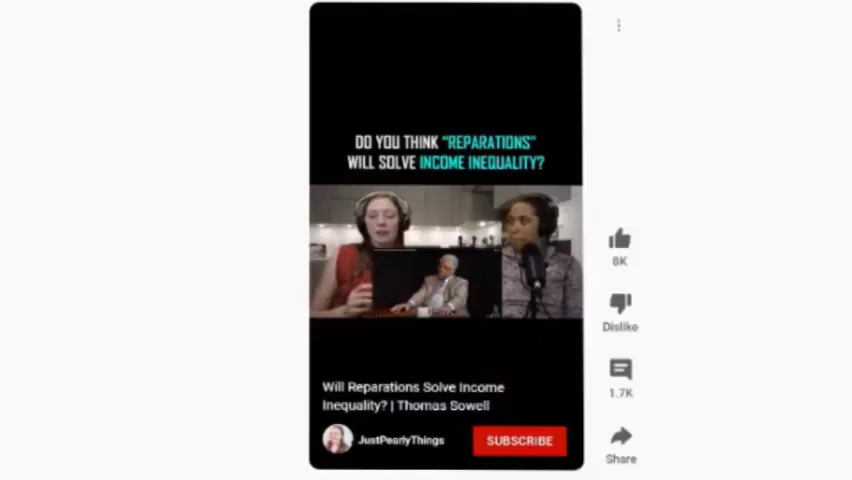 DO YOU THINK "REPARATIONS"
WILL SOLVE INCOME INEQUALITY?
8K
Dislike
1.7K
Will Reparations Solve Income
Inequality? | Thomas Sowell
JustPearlyThings
SUBSCRIBE
Share